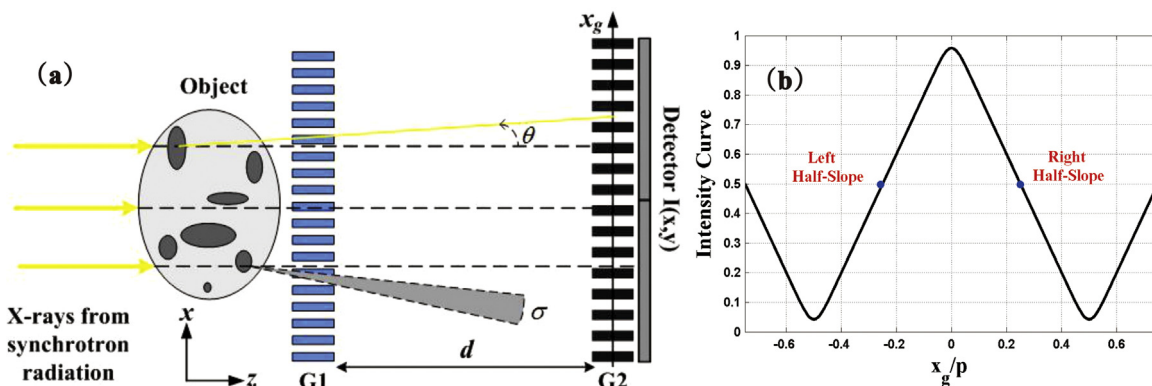 (a)
Object
X-rays from
synchrotron
radiation
x
z
G1
d
G2
θ
σ
x_g
Detector I(x,y)
(b)
Intensity Curve
1
0.9
0.8
0.7
0.6
0.5
0.4
0.3
0.2
0.1
0
Left
Half-Slope
Right
Half-Slope
-0.6 -0.4 -0.2 0 0.2 0.4 0.6
x_g/p